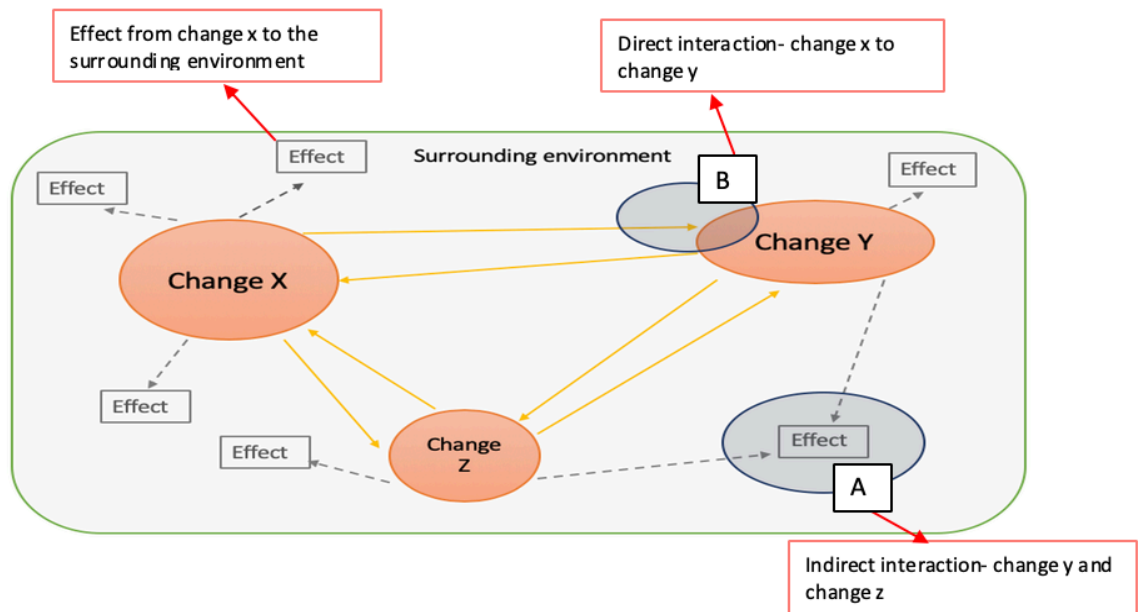 Effect from change x to the
surrounding environment
Direct interaction- change x to
change y
Effect
Surrounding environment
Effect
Effect
B
Change Y
Change X
Effect
Effect
Change
Z
Effect
A
Indirect interaction- change y and
change z